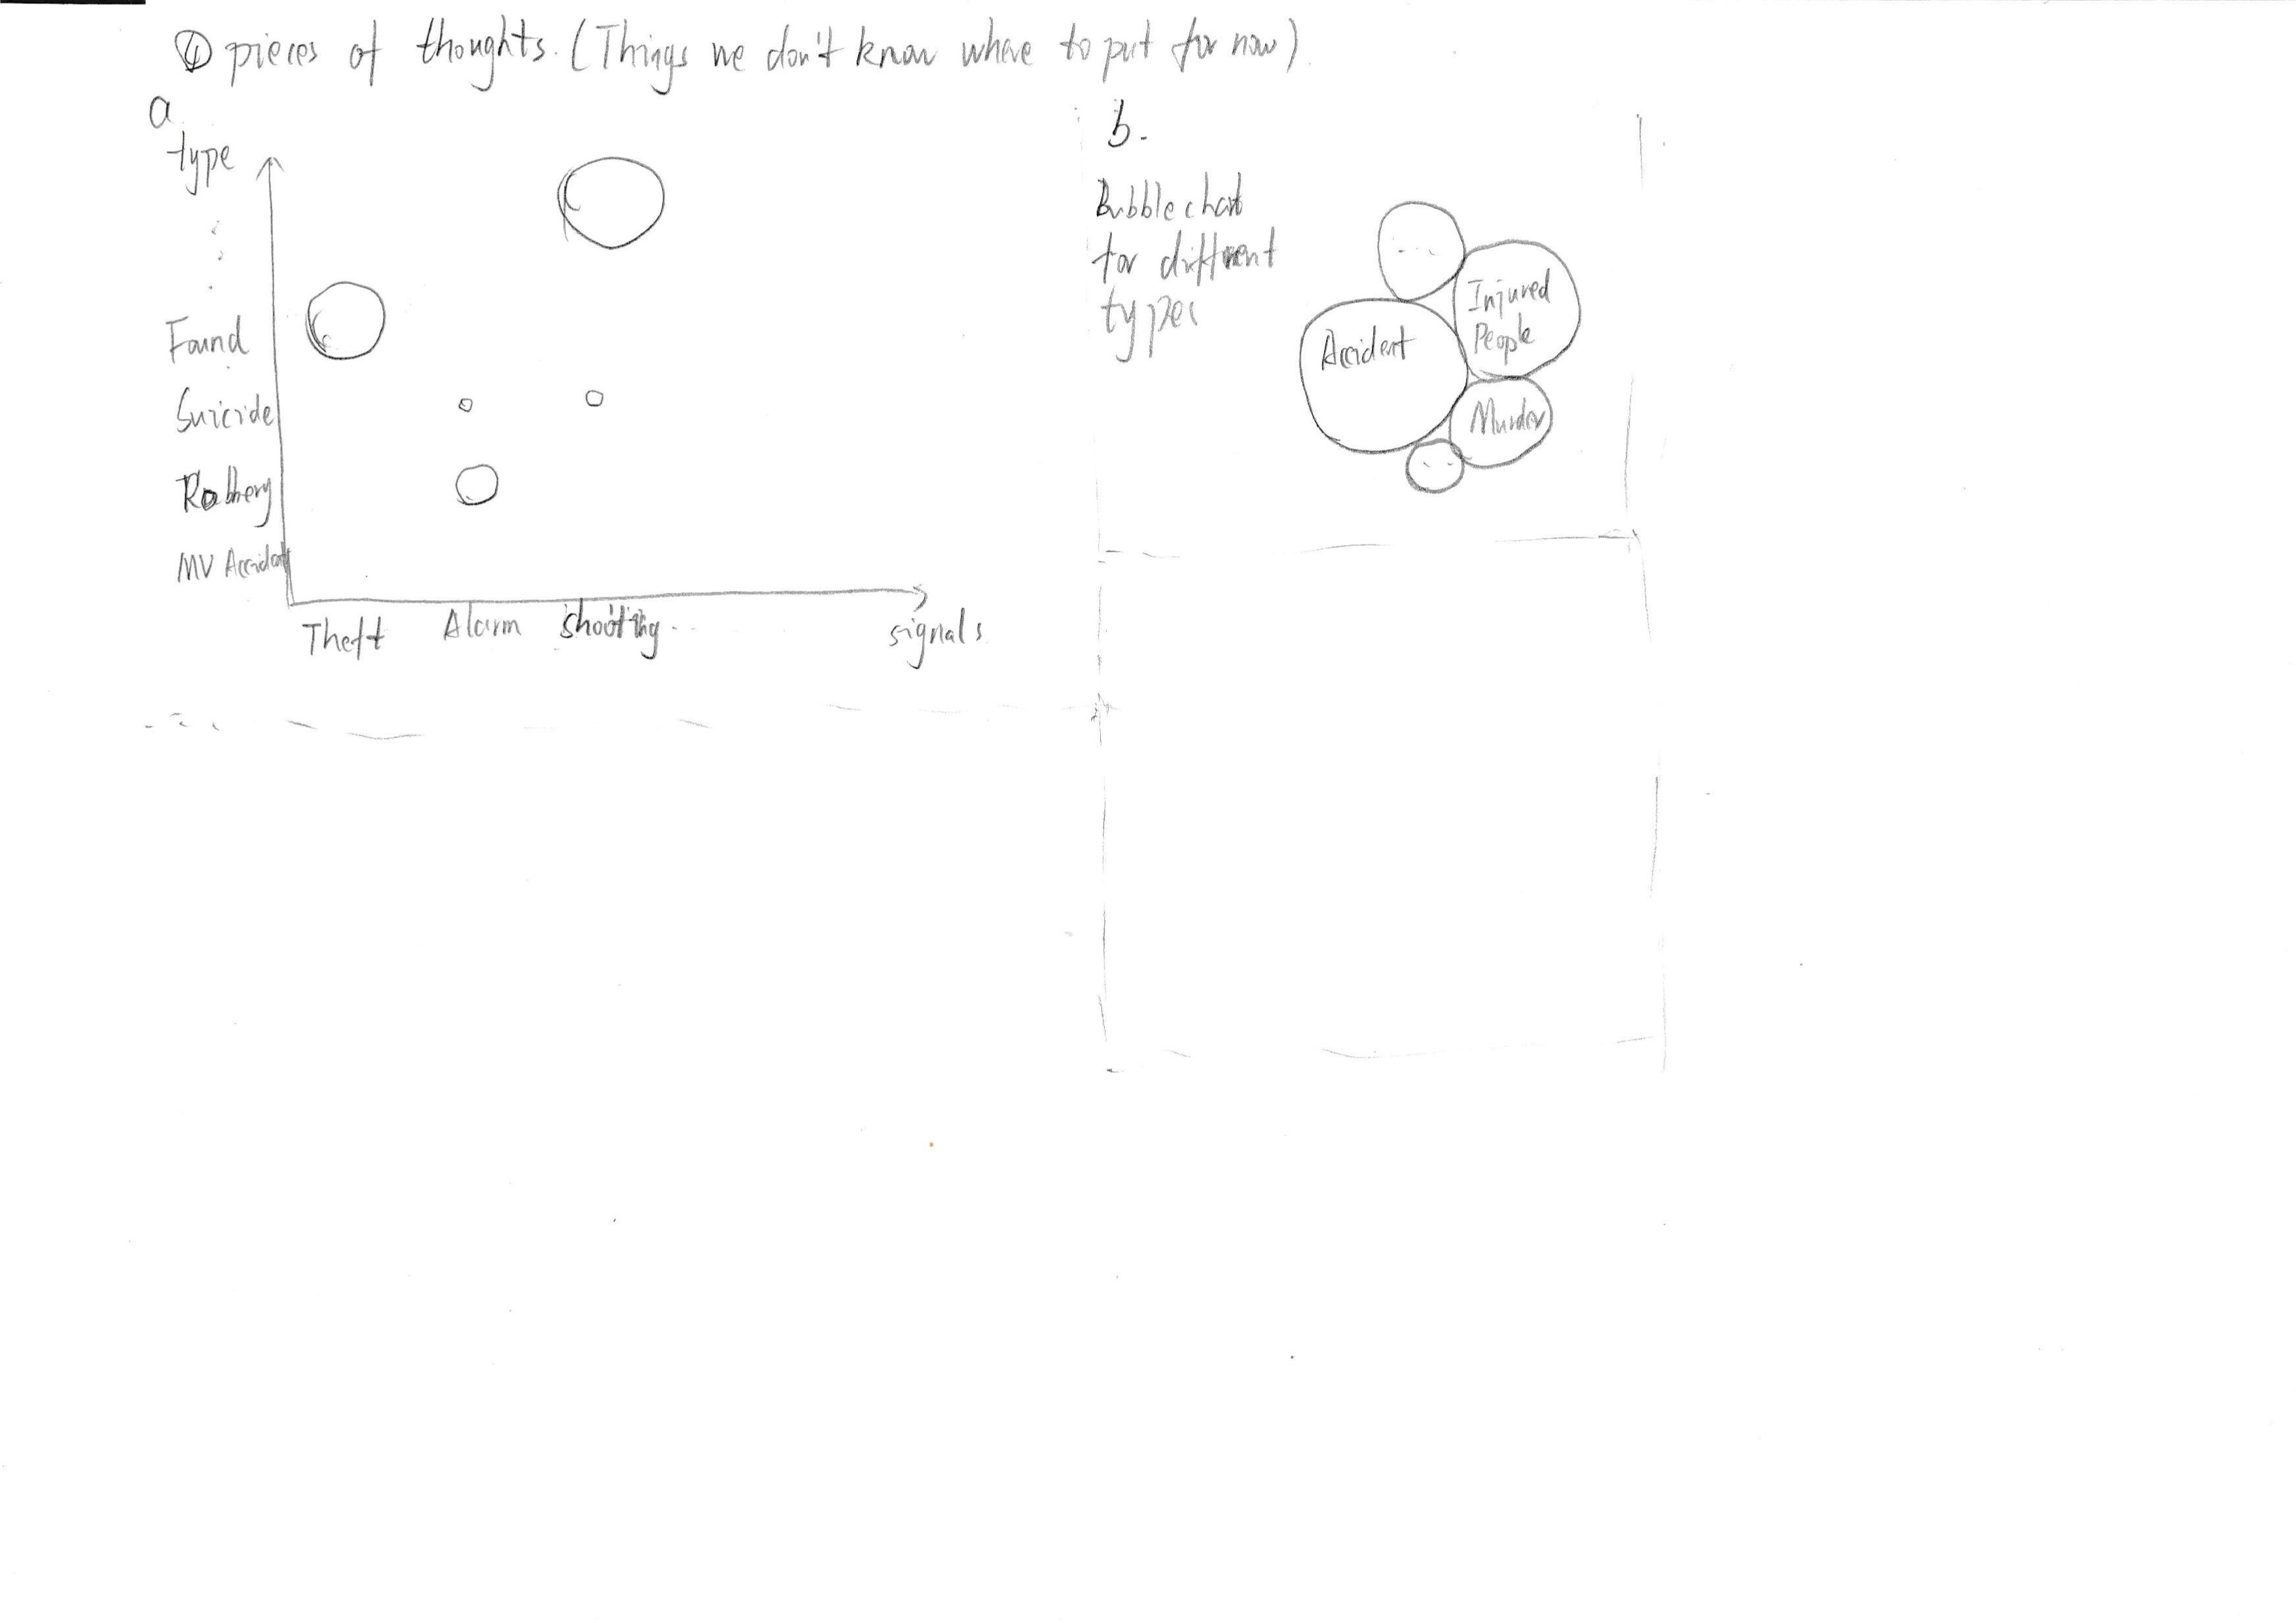 ④ pieces of thoughts. (Things we don't know where to put for now)
a
type
Found
Suicide
Robbery
MV Accident
Theft Alarm shooting... signals
b.
Bubble chart
for different
types
Injured
People
Accident
Murder